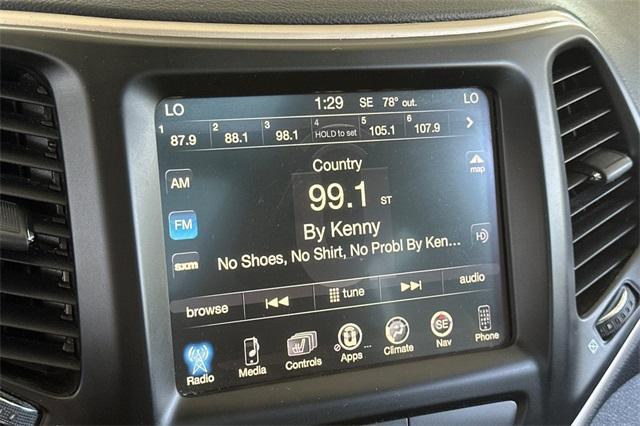 LO 1:29 SE 78° out. LO
1 87.9 2 88.1 3 98.1 4 HOLD to set 5 105.1 6 107.9
AM Country map
99.1 ST
FM By Kenny HD
sxm No Shoes, No Shirt, No Probl By Ken...
browse tune audio
Radio Media Controls Apps ... Climate SE Nav Phone